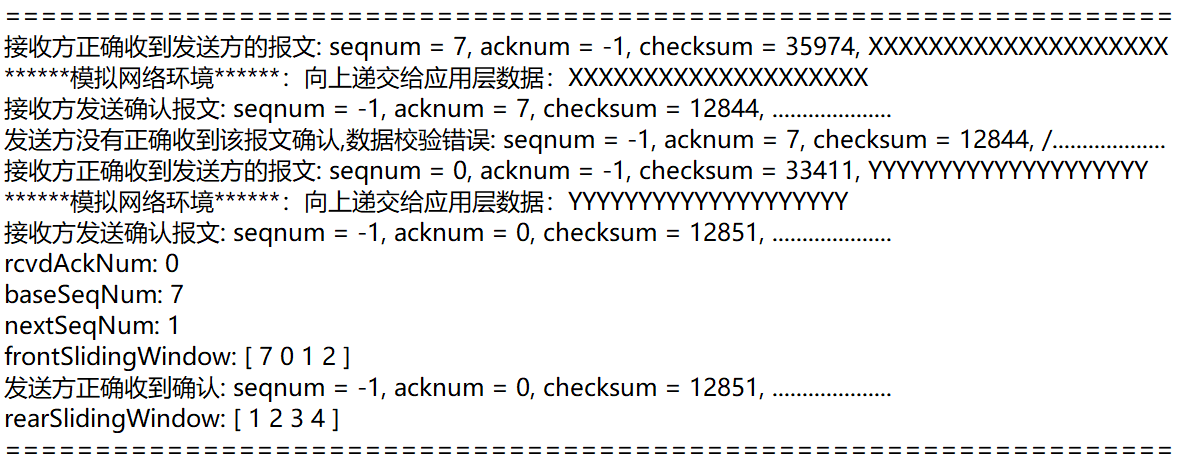 ==============================================================================
接收方正确收到发送方的报文: seqnum = 7, acknum = -1, checksum = 35974, XXXXXXXXXXXXXXXXXXXXX
******模拟网络环境******：向上递交给应用层数据：XXXXXXXXXXXXXXXXXXXXX
接收方发送确认报文: seqnum = -1, acknum = 7, checksum = 12844, .....................
发送方没有正确收到该报文确认,数据校验错误: seqnum = -1, acknum = 7, checksum = 12844, /....................
接收方正确收到发送方的报文: seqnum = 0, acknum = -1, checksum = 33411, YYYYYYYYYYYYYYYYYYYYY
******模拟网络环境******：向上递交给应用层数据：YYYYYYYYYYYYYYYYYYYYY
接收方发送确认报文: seqnum = -1, acknum = 0, checksum = 12851, .....................
rcvdAckNum: 0
baseSeqNum: 7
nextSeqNum: 1
frontSlidingWindow: [ 7 0 1 2 ]
发送方正确收到确认: seqnum = -1, acknum = 0, checksum = 12851, .....................
rearSlidingWindow: [ 1 2 3 4 ]
==============================================================================